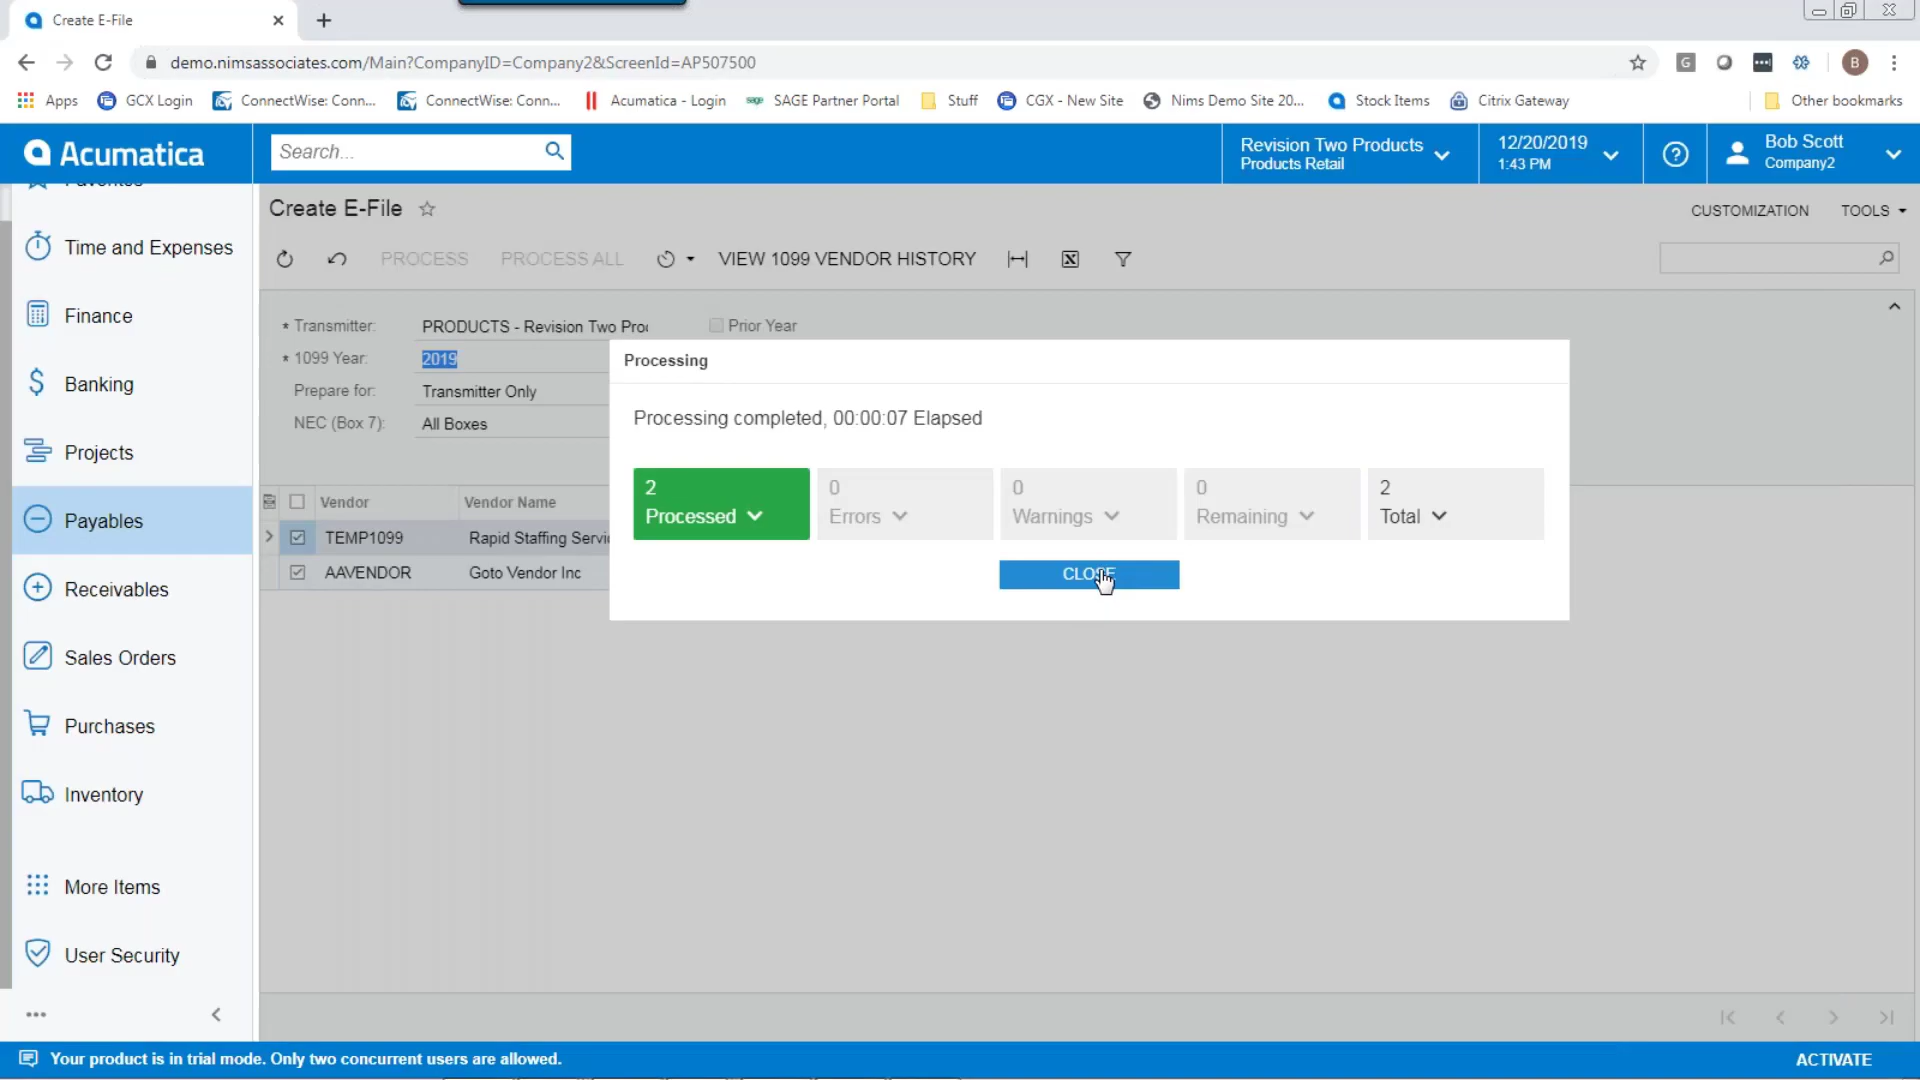 Create E-File
demo.nimsassociates.com/Main?CompanyID=Company2&ScreenId=AP507500
G
B
Apps
GCX Login
ConnectWise: Conn...
ConnectWise: Conn...
Acumatica - Login
SAGE Partner Portal
Stuff
CGX - New Site
Nims Demo Site 20...
Stock Items
Citrix Gateway
Other bookmarks
Acumatica
Search...
Revision Two Products
Products Retail
12/20/2019
1:43 PM
Bob Scott
Company2
Create E-File
CUSTOMIZATION
TOOLS
PROCESS
PROCESS ALL
VIEW 1099 VENDOR HISTORY
* Transmitter:
PRODUCTS - Revision Two
Prior Year
* 1099 Year:
2019
Prepare for:
Transmitter Only
NEC (Box 7):
All Boxes
Vendor
Vendor Name
TEMP1099
Rapid Staffing
AAVENDOR
Goto Vendor Inc
Processing
Processing completed, 00:00:07 Elapsed
2
Processed
0
Errors
0
Warnings
0
Remaining
2
Total
CLOSE
Favorites
Time and Expenses
Finance
Banking
Projects
Payables
Receivables
Sales Orders
Purchases
Inventory
More Items
User Security
Your product is in trial mode. Only two concurrent users are allowed.
ACTIVATE